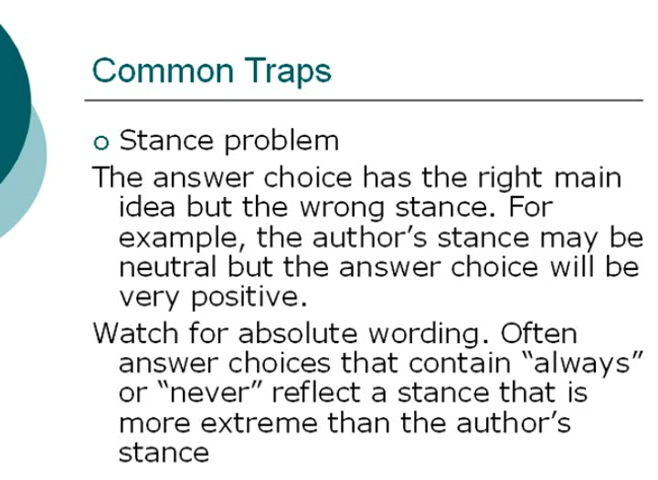 Common Traps
Stance problem
The answer choice has the right main
idea but the wrong stance. For
example, the author’s stance may be
neutral but the answer choice will be
very positive.
Watch for absolute wording. Often
answer choices that contain “always”
or “never” reflect a stance that is
more extreme than the author’s
stance